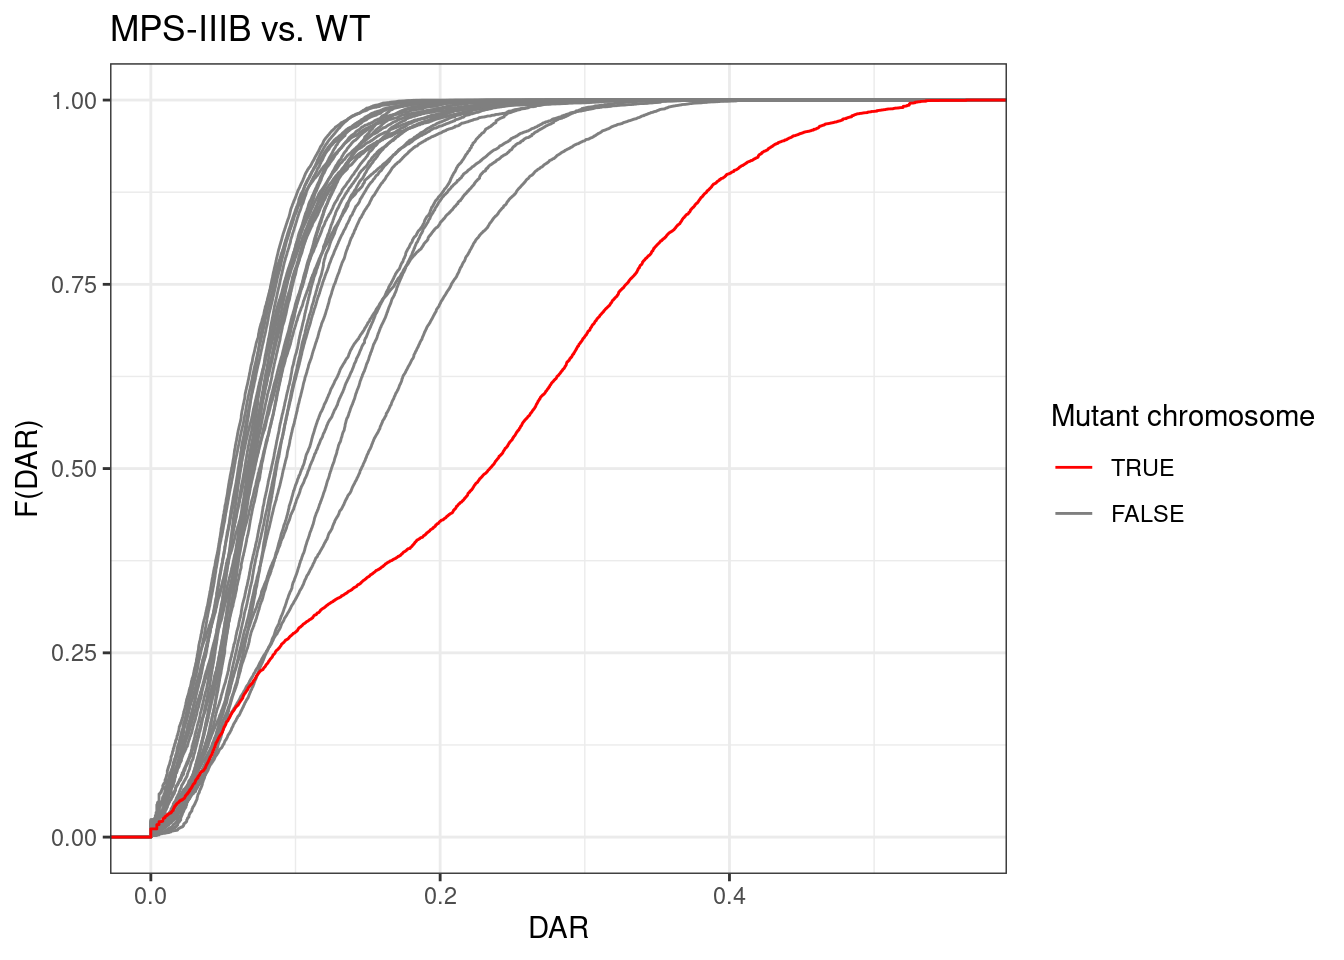 MPS-IIIB vs. WT
F(DAR)
1.00
0.75
0.50
0.25
0.00
0.0
0.2
0.4
DAR
Mutant chromosome
TRUE
FALSE